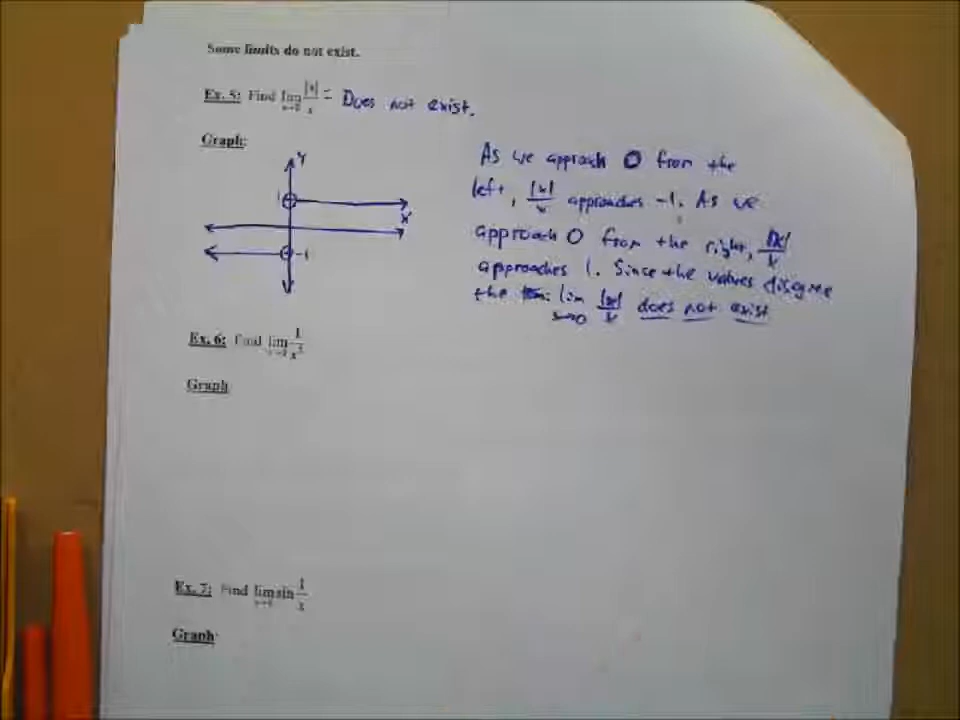 Some limits do not exist.
Ex. 5: Find lim x→0 |x|/x = Does not exist.
Graph:
Y
1
X
-1
As we approach 0 from the
left, |x|/x approaches -1. As we
approach 0 from the right, |x|/x
approaches 1. Since the values disagree
the lim x→0 |x|/x does not exist
Ex. 6: Find lim x→0 1/x²
Graph
Ex. 7: Find lim x→0 sin 1/x
Graph: